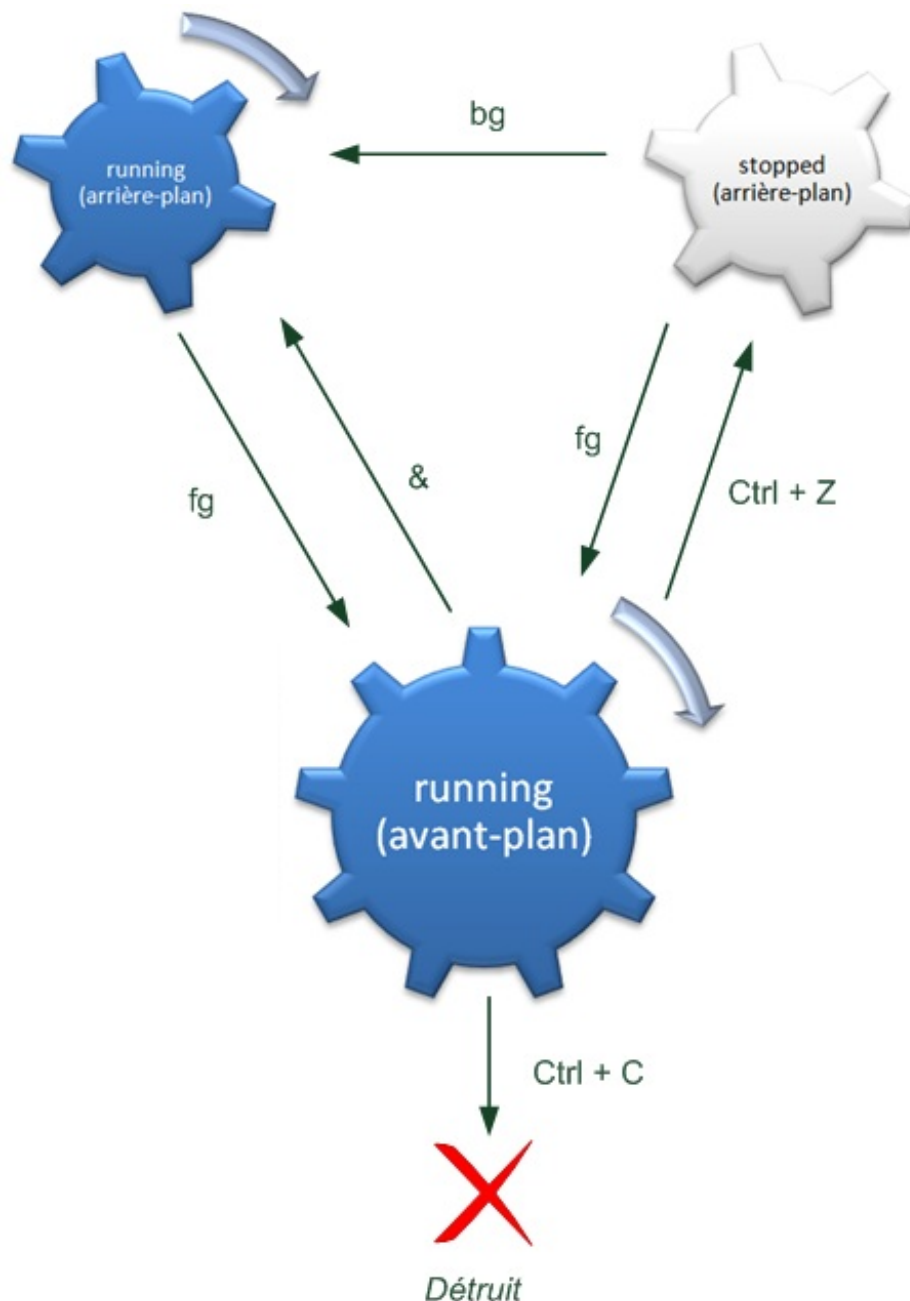 bg
running
(arrière-plan)
stopped
(arrière-plan)
fg
&
fg
Ctrl + Z
running
(avant-plan)
Ctrl + C
Détruit